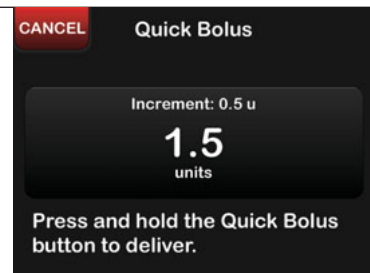 CANCEL
Quick Bolus
Increment: 0.5 u
1.5
units
Press and hold the Quick Bolus
button to deliver.